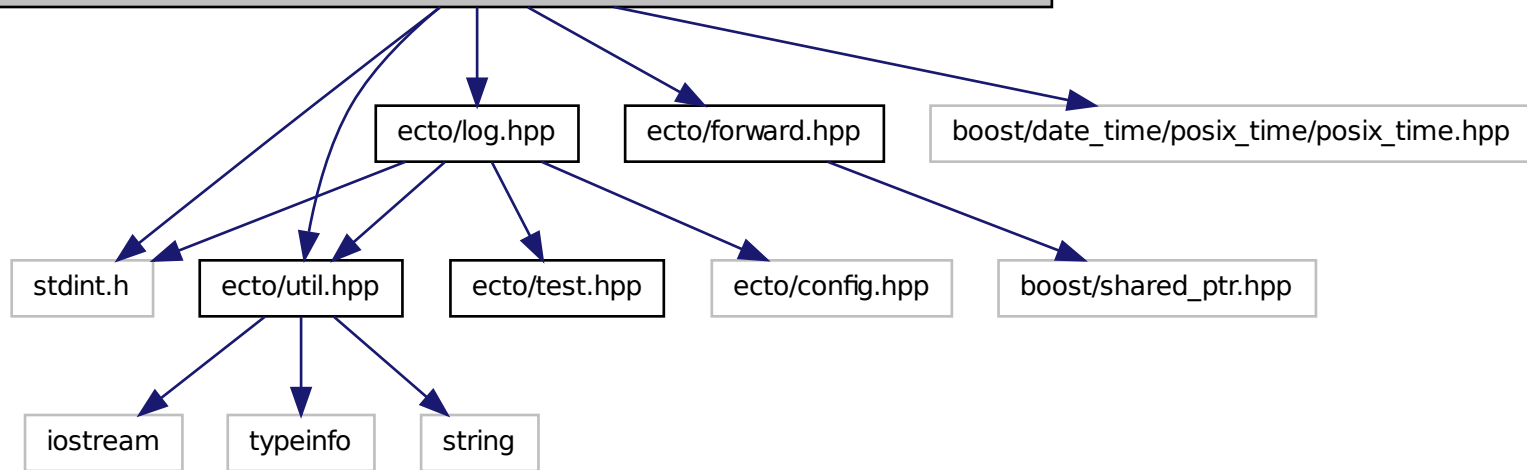 ecto/log.hpp
ecto/forward.hpp
boost/date_time/posix_time/posix_time.hpp
stdint.h
ecto/util.hpp
ecto/test.hpp
ecto/config.hpp
boost/shared_ptr.hpp
iostream
typeinfo
string